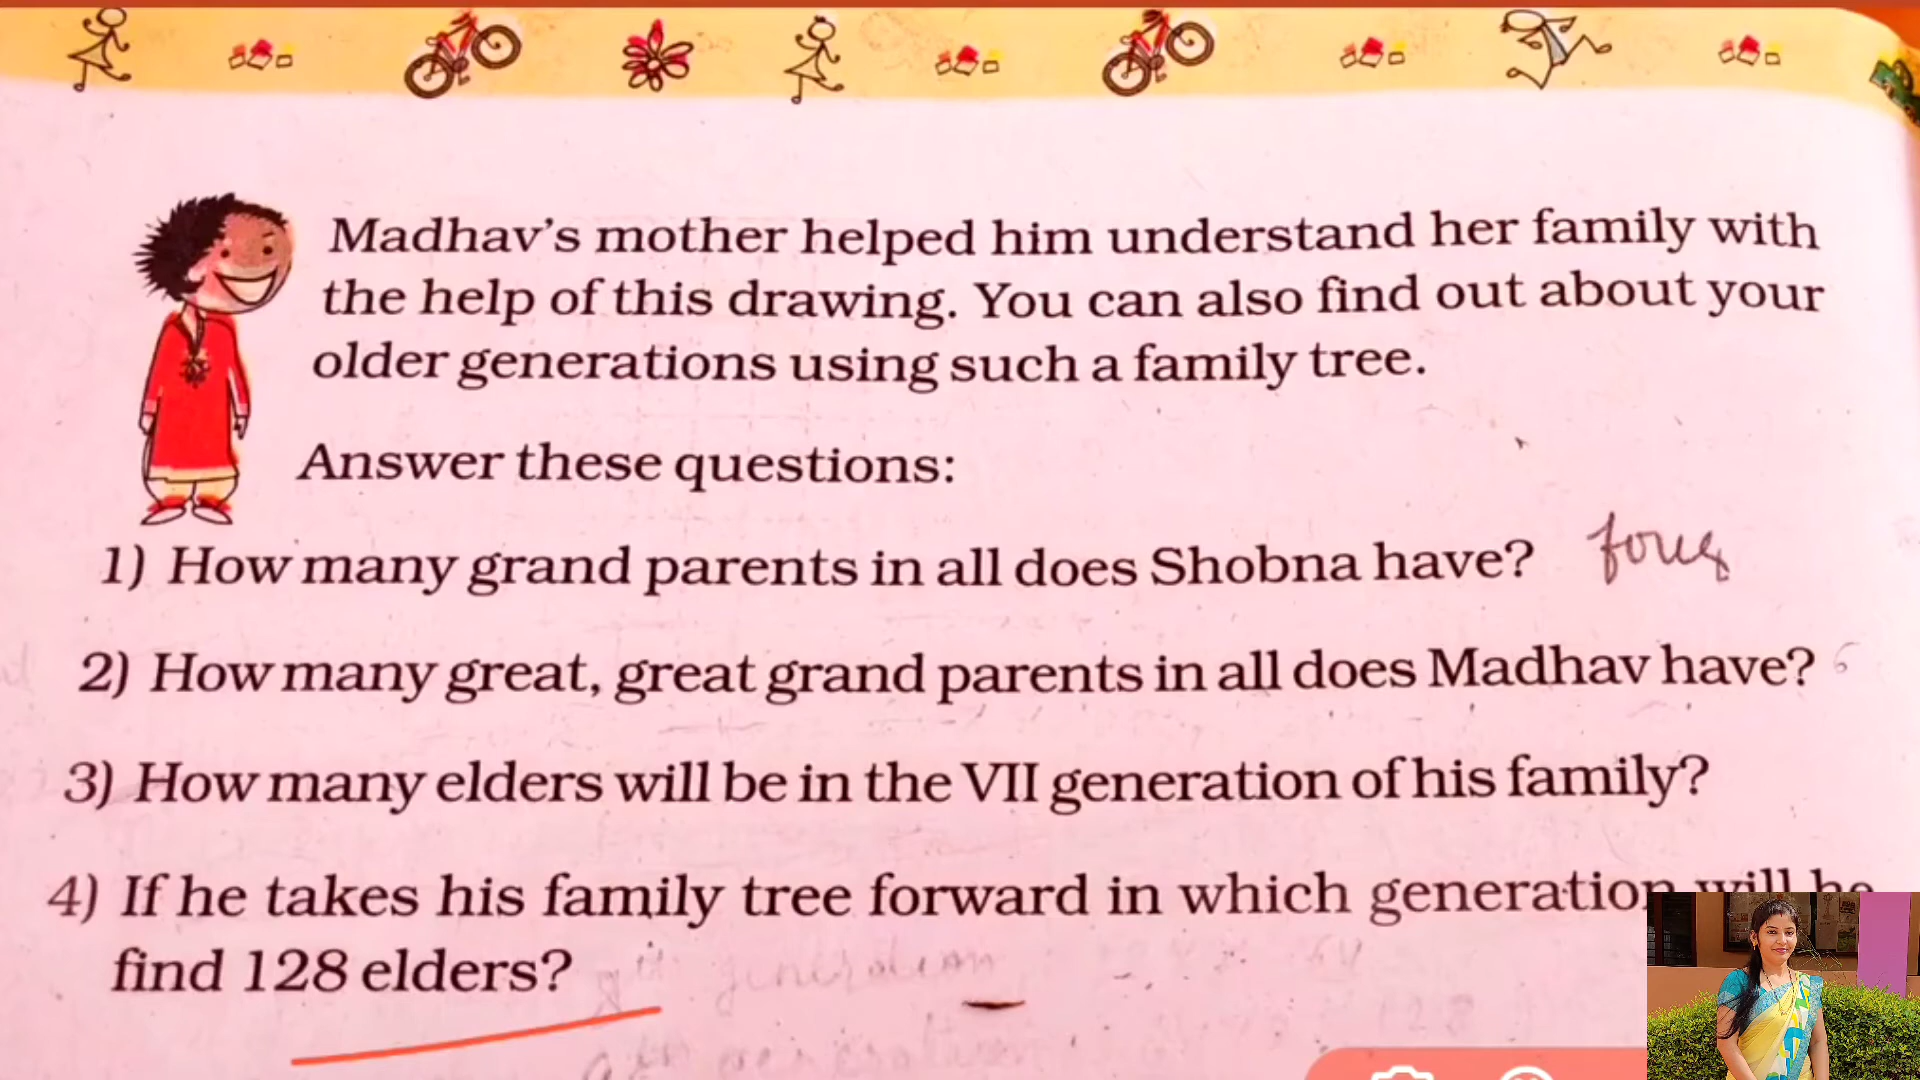 Madhav's mother helped him understand her family with
the help of this drawing. You can also find out about your
older generations using such a family tree.
Answer these questions:
1) How many grand parents in all does Shobna have? four
2) How many great, great grand parents in all does Madhav have?
3) How many elders will be in the VII generation of his family?
4) If he takes his family tree forward in which generation will he
find 128 elders?
generation